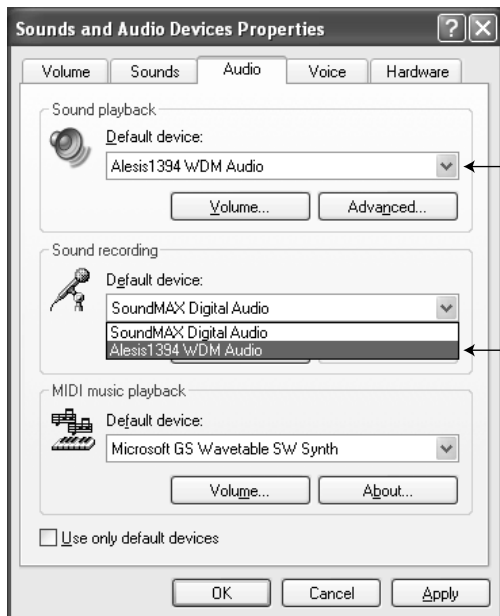 Sounds and Audio Devices Properties
Volume Sounds Audio Voice Hardware
Sound playback
Default device:
Alesis1394 WDM Audio
Volume... Advanced...
Sound recording
Default device:
SoundMAX Digital Audio
SoundMAX Digital Audio
Alesis1394 WDM Audio
MIDI music playback
Default device:
Microsoft GS Wavetable SW Synth
Volume... About...
Use only default devices
OK Cancel Apply